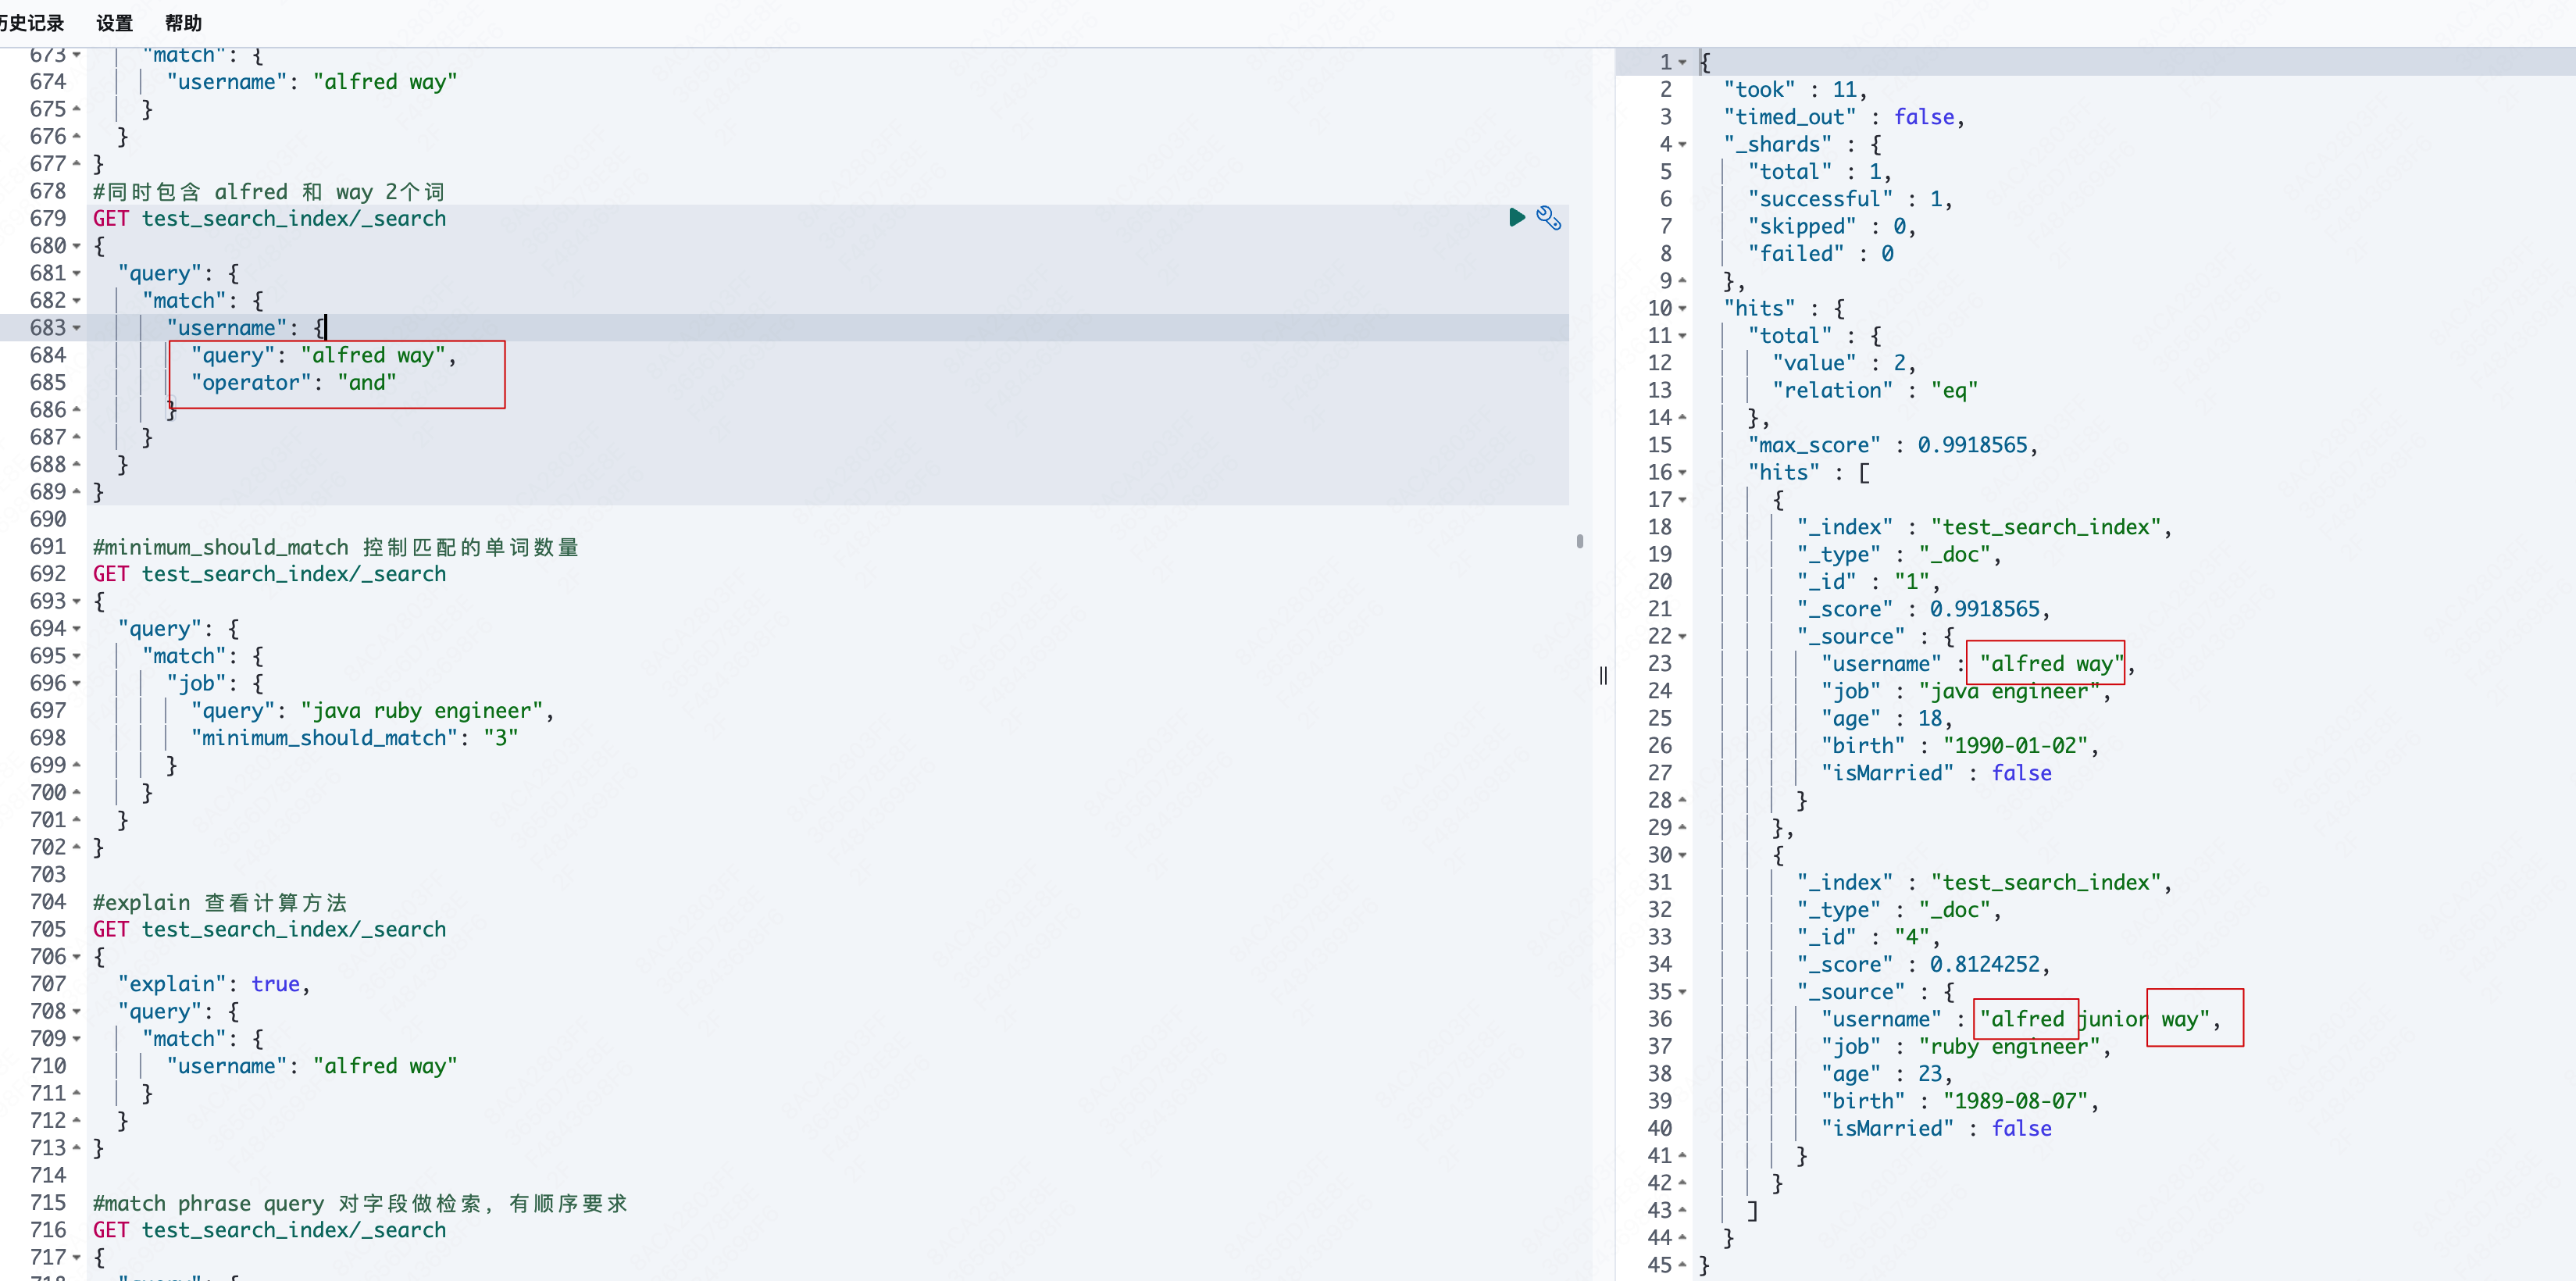 历史记录 设置 帮助
673 "match": {
674 "username": "alfred way"
675 }
676 }
677 }
678 #同时包含 alfred 和 way 2个词
679 GET test_search_index/_search
680 {
681 "query": {
682 "match": {
683 "username": {
684 "query": "alfred way",
685 "operator": "and"
686 }
687 }
688 }
689 }
690
691 #minimum_should_match 控制匹配的单词数量
692 GET test_search_index/_search
693 {
694 "query": {
695 "match": {
696 "job": {
697 "query": "java ruby engineer",
698 "minimum_should_match": "3"
699 }
700 }
701 }
702 }
703
704 #explain 查看计算方法
705 GET test_search_index/_search
706 {
707 "explain": true,
708 "query": {
709 "match": {
710 "username": "alfred way"
711 }
712 }
713 }
714
715 #match phrase query 对字段做检索，有顺序要求
716 GET test_search_index/_search
717 {
718 "query": {
1 {
2 "took" : 11,
3 "timed_out" : false,
4 "_shards" : {
5 "total" : 1,
6 "successful" : 1,
7 "skipped" : 0,
8 "failed" : 0
9 },
10 "hits" : {
11 "total" : {
12 "value" : 2,
13 "relation" : "eq"
14 },
15 "max_score" : 0.9918565,
16 "hits" : [
17 {
18 "_index" : "test_search_index",
19 "_type" : "_doc",
20 "_id" : "1",
21 "_score" : 0.9918565,
22 "_source" : {
23 "username" : "alfred way",
24 "job" : "java engineer",
25 "age" : 18,
26 "birth" : "1990-01-02",
27 "isMarried" : false
28 }
29 },
30 {
31 "_index" : "test_search_index",
32 "_type" : "_doc",
33 "_id" : "4",
34 "_score" : 0.8124252,
35 "_source" : {
36 "username" : "alfred junior way",
37 "job" : "ruby engineer",
38 "age" : 23,
39 "birth" : "1989-08-07",
40 "isMarried" : false
41 }
42 }
43 ]
44 }
45 }